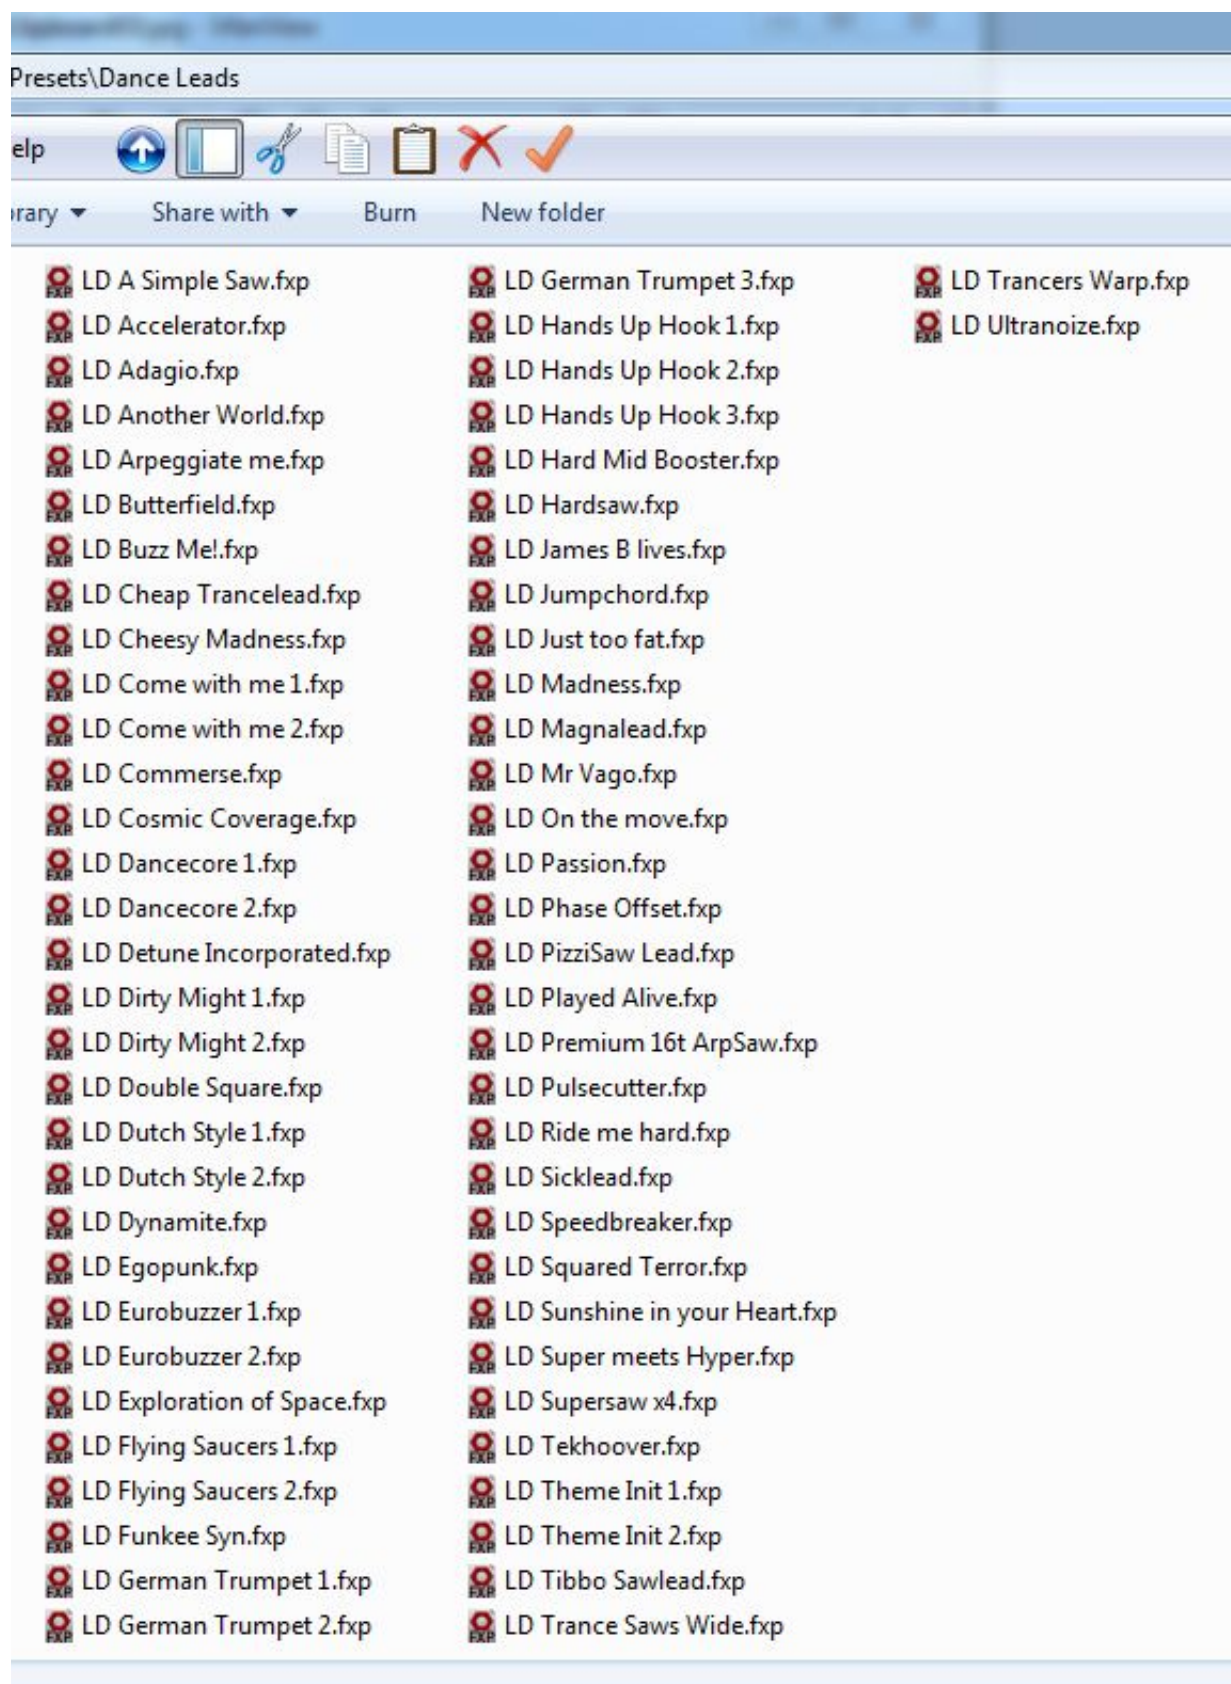 Presets\Dance Leads
elp
rary Share with Burn New folder
LD A Simple Saw.fxp
LD Accelerator.fxp
LD Adagio.fxp
LD Another World.fxp
LD Arpeggiate me.fxp
LD Butterfield.fxp
LD Buzz Me!.fxp
LD Cheap Trancelead.fxp
LD Cheesy Madness.fxp
LD Come with me 1.fxp
LD Come with me 2.fxp
LD Commerse.fxp
LD Cosmic Coverage.fxp
LD Dancecore 1.fxp
LD Dancecore 2.fxp
LD Detune Incorporated.fxp
LD Dirty Might 1.fxp
LD Dirty Might 2.fxp
LD Double Square.fxp
LD Dutch Style 1.fxp
LD Dutch Style 2.fxp
LD Dynamite.fxp
LD Egopunk.fxp
LD Eurobuzzer 1.fxp
LD Eurobuzzer 2.fxp
LD Exploration of Space.fxp
LD Flying Saucers 1.fxp
LD Flying Saucers 2.fxp
LD Funkee Syn.fxp
LD German Trumpet 1.fxp
LD German Trumpet 2.fxp
LD German Trumpet 3.fxp
LD Hands Up Hook 1.fxp
LD Hands Up Hook 2.fxp
LD Hands Up Hook 3.fxp
LD Hard Mid Booster.fxp
LD Hardsaw.fxp
LD James B lives.fxp
LD Jumpchord.fxp
LD Just too fat.fxp
LD Madness.fxp
LD Magnalead.fxp
LD Mr Vago.fxp
LD On the move.fxp
LD Passion.fxp
LD Phase Offset.fxp
LD PizziSaw Lead.fxp
LD Played Alive.fxp
LD Premium 16t ArpSaw.fxp
LD Pulsecutter.fxp
LD Ride me hard.fxp
LD Sicklead.fxp
LD Speedbreaker.fxp
LD Squared Terror.fxp
LD Sunshine in your Heart.fxp
LD Super meets Hyper.fxp
LD Supersaw x4.fxp
LD Tekhoover.fxp
LD Theme Init 1.fxp
LD Theme Init 2.fxp
LD Tibbo Sawlead.fxp
LD Trance Saws Wide.fxp
LD Trancers Warp.fxp
LD Ultranoize.fxp